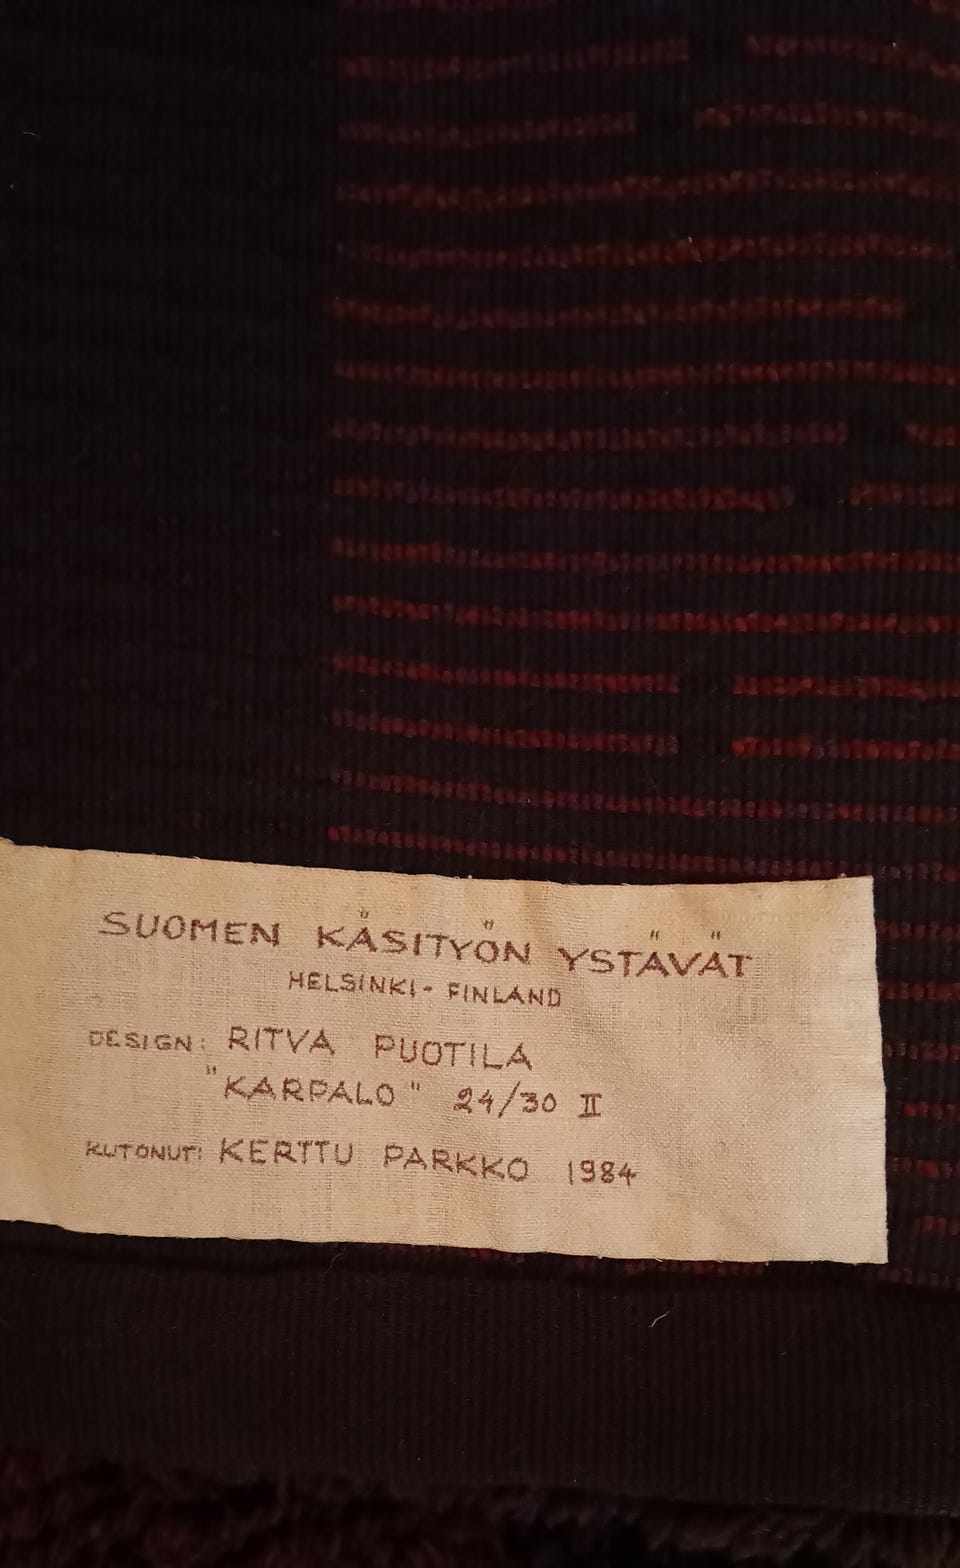 SUOMEN KÄSITYÖN YSTÄVÄT
HELSINKI - FINLAND
DESIGN: RITVA PUOTILA
"KARPALO" 24/30 II
KUTONUT: KERTTU PARKKO 1984